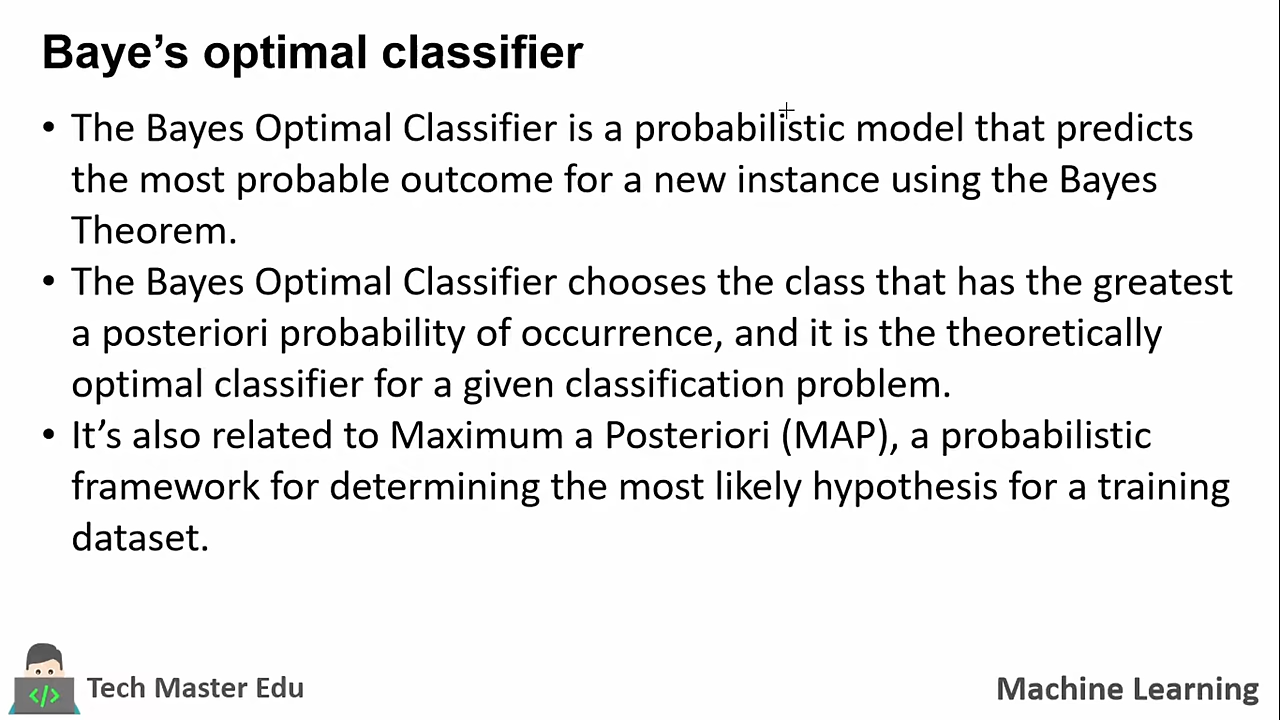 Baye’s optimal classifier
• The Bayes Optimal Classifier is a probabilistic model that predicts
the most probable outcome for a new instance using the Bayes
Theorem.
• The Bayes Optimal Classifier chooses the class that has the greatest
a posteriori probability of occurrence, and it is the theoretically
optimal classifier for a given classification problem.
• It’s also related to Maximum a Posteriori (MAP), a probabilistic
framework for determining the most likely hypothesis for a training
dataset.
</> Tech Master Edu
Machine Learning